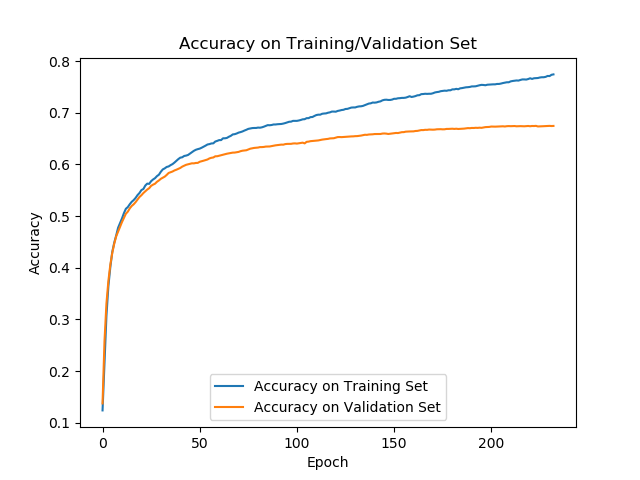 Accuracy on Training/Validation Set
0.8
0.7
0.6
0.5
0.4
0.3
0.2
0.1
Accuracy
Accuracy on Training Set
Accuracy on Validation Set
0 50 100 150 200
Epoch